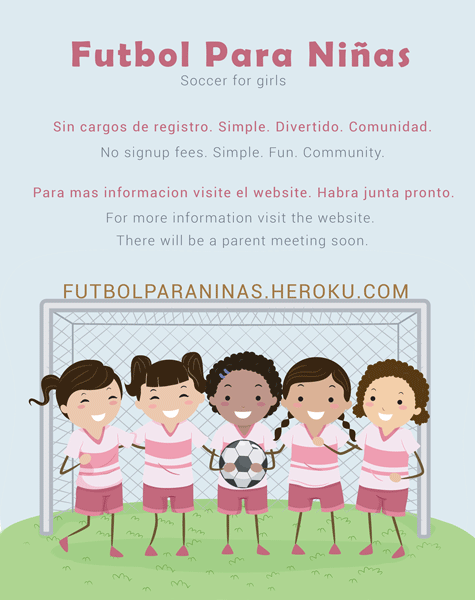 Futbol Para Niñas
Soccer for girls
Sin cargos de registro. Simple. Divertido. Comunidad.
No signup fees. Simple. Fun. Community.
Para mas informacion visite el website. Habra junta pronto.
For more information visit the website.
There will be a parent meeting soon.
FUTBOLPARANINAS.HEROKU.COM